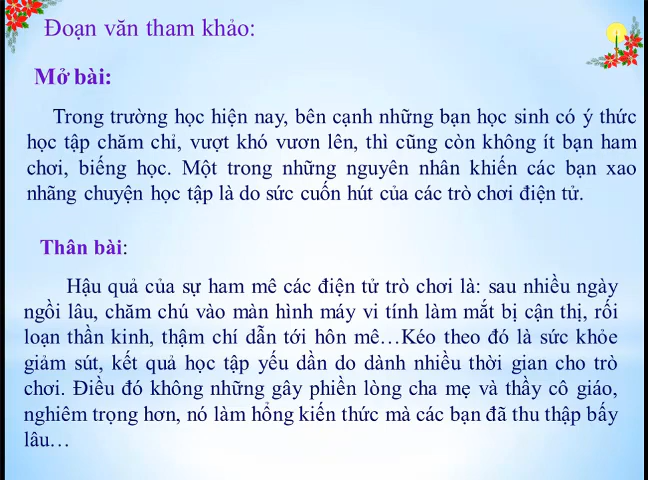 Đoạn văn tham khảo:
Mở bài:
Trong trường học hiện nay, bên cạnh những bạn học sinh có ý thức
học tập chăm chỉ, vượt khó vươn lên, thì cũng còn không ít bạn ham
chơi, biếng học. Một trong những nguyên nhân khiến các bạn xao
nhãng chuyện học tập là do sức cuốn hút của các trò chơi điện tử.
Thân bài:
Hậu quả của sự ham mê các điện tử trò chơi là: sau nhiều ngày
ngồi lâu, chăm chú vào màn hình máy vi tính làm mắt bị cận thị, rối
loạn thần kinh, thậm chí dẫn tới hôn mê…Kéo theo đó là sức khỏe
giảm sút, kết quả học tập yếu dần do dành nhiều thời gian cho trò
chơi. Điều đó không những gây phiền lòng cha mẹ và thầy cô giáo,
nghiêm trọng hơn, nó làm hổng kiến thức mà các bạn đã thu thập bấy
lâu…